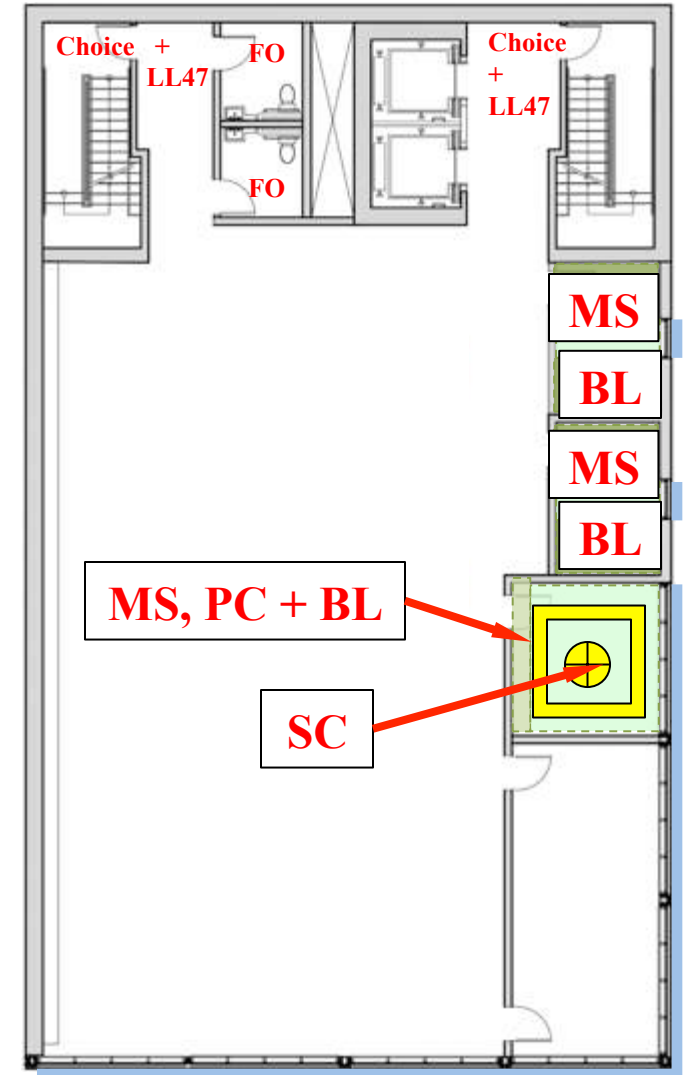 Choice +
LL47
FO
FO
Choice
+
LL47
MS
BL
MS
BL
MS, PC + BL
SC